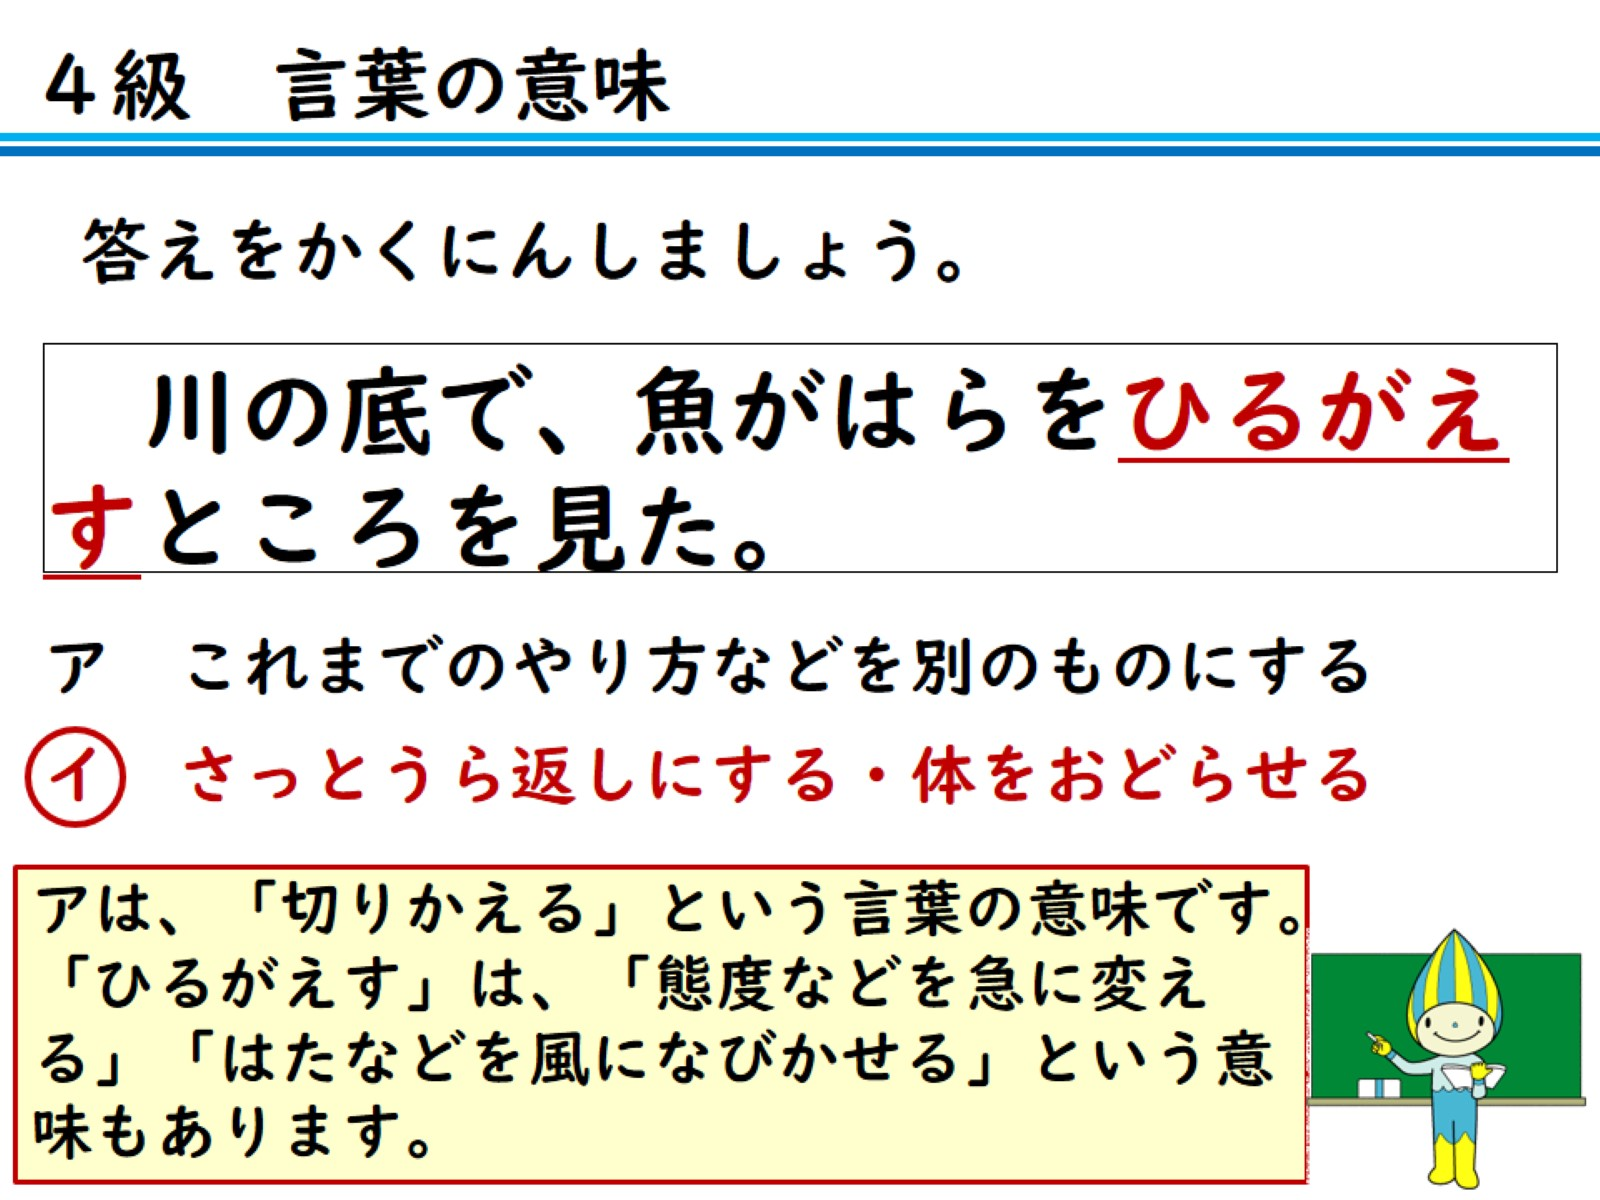 ４級　言葉の意味
答えをかくにんしましょう。
川の底で、魚がはらをひるがえ
すところを見た。
ア　これまでのやり方などを別のものにする
イ　さっとうら返しにする・体をおどらせる
アは、「切りかえる」という言葉の意味です。
「ひるがえす」は、「態度などを急に変え
る」「はたなどを風になびかせる」という意
味もあります。